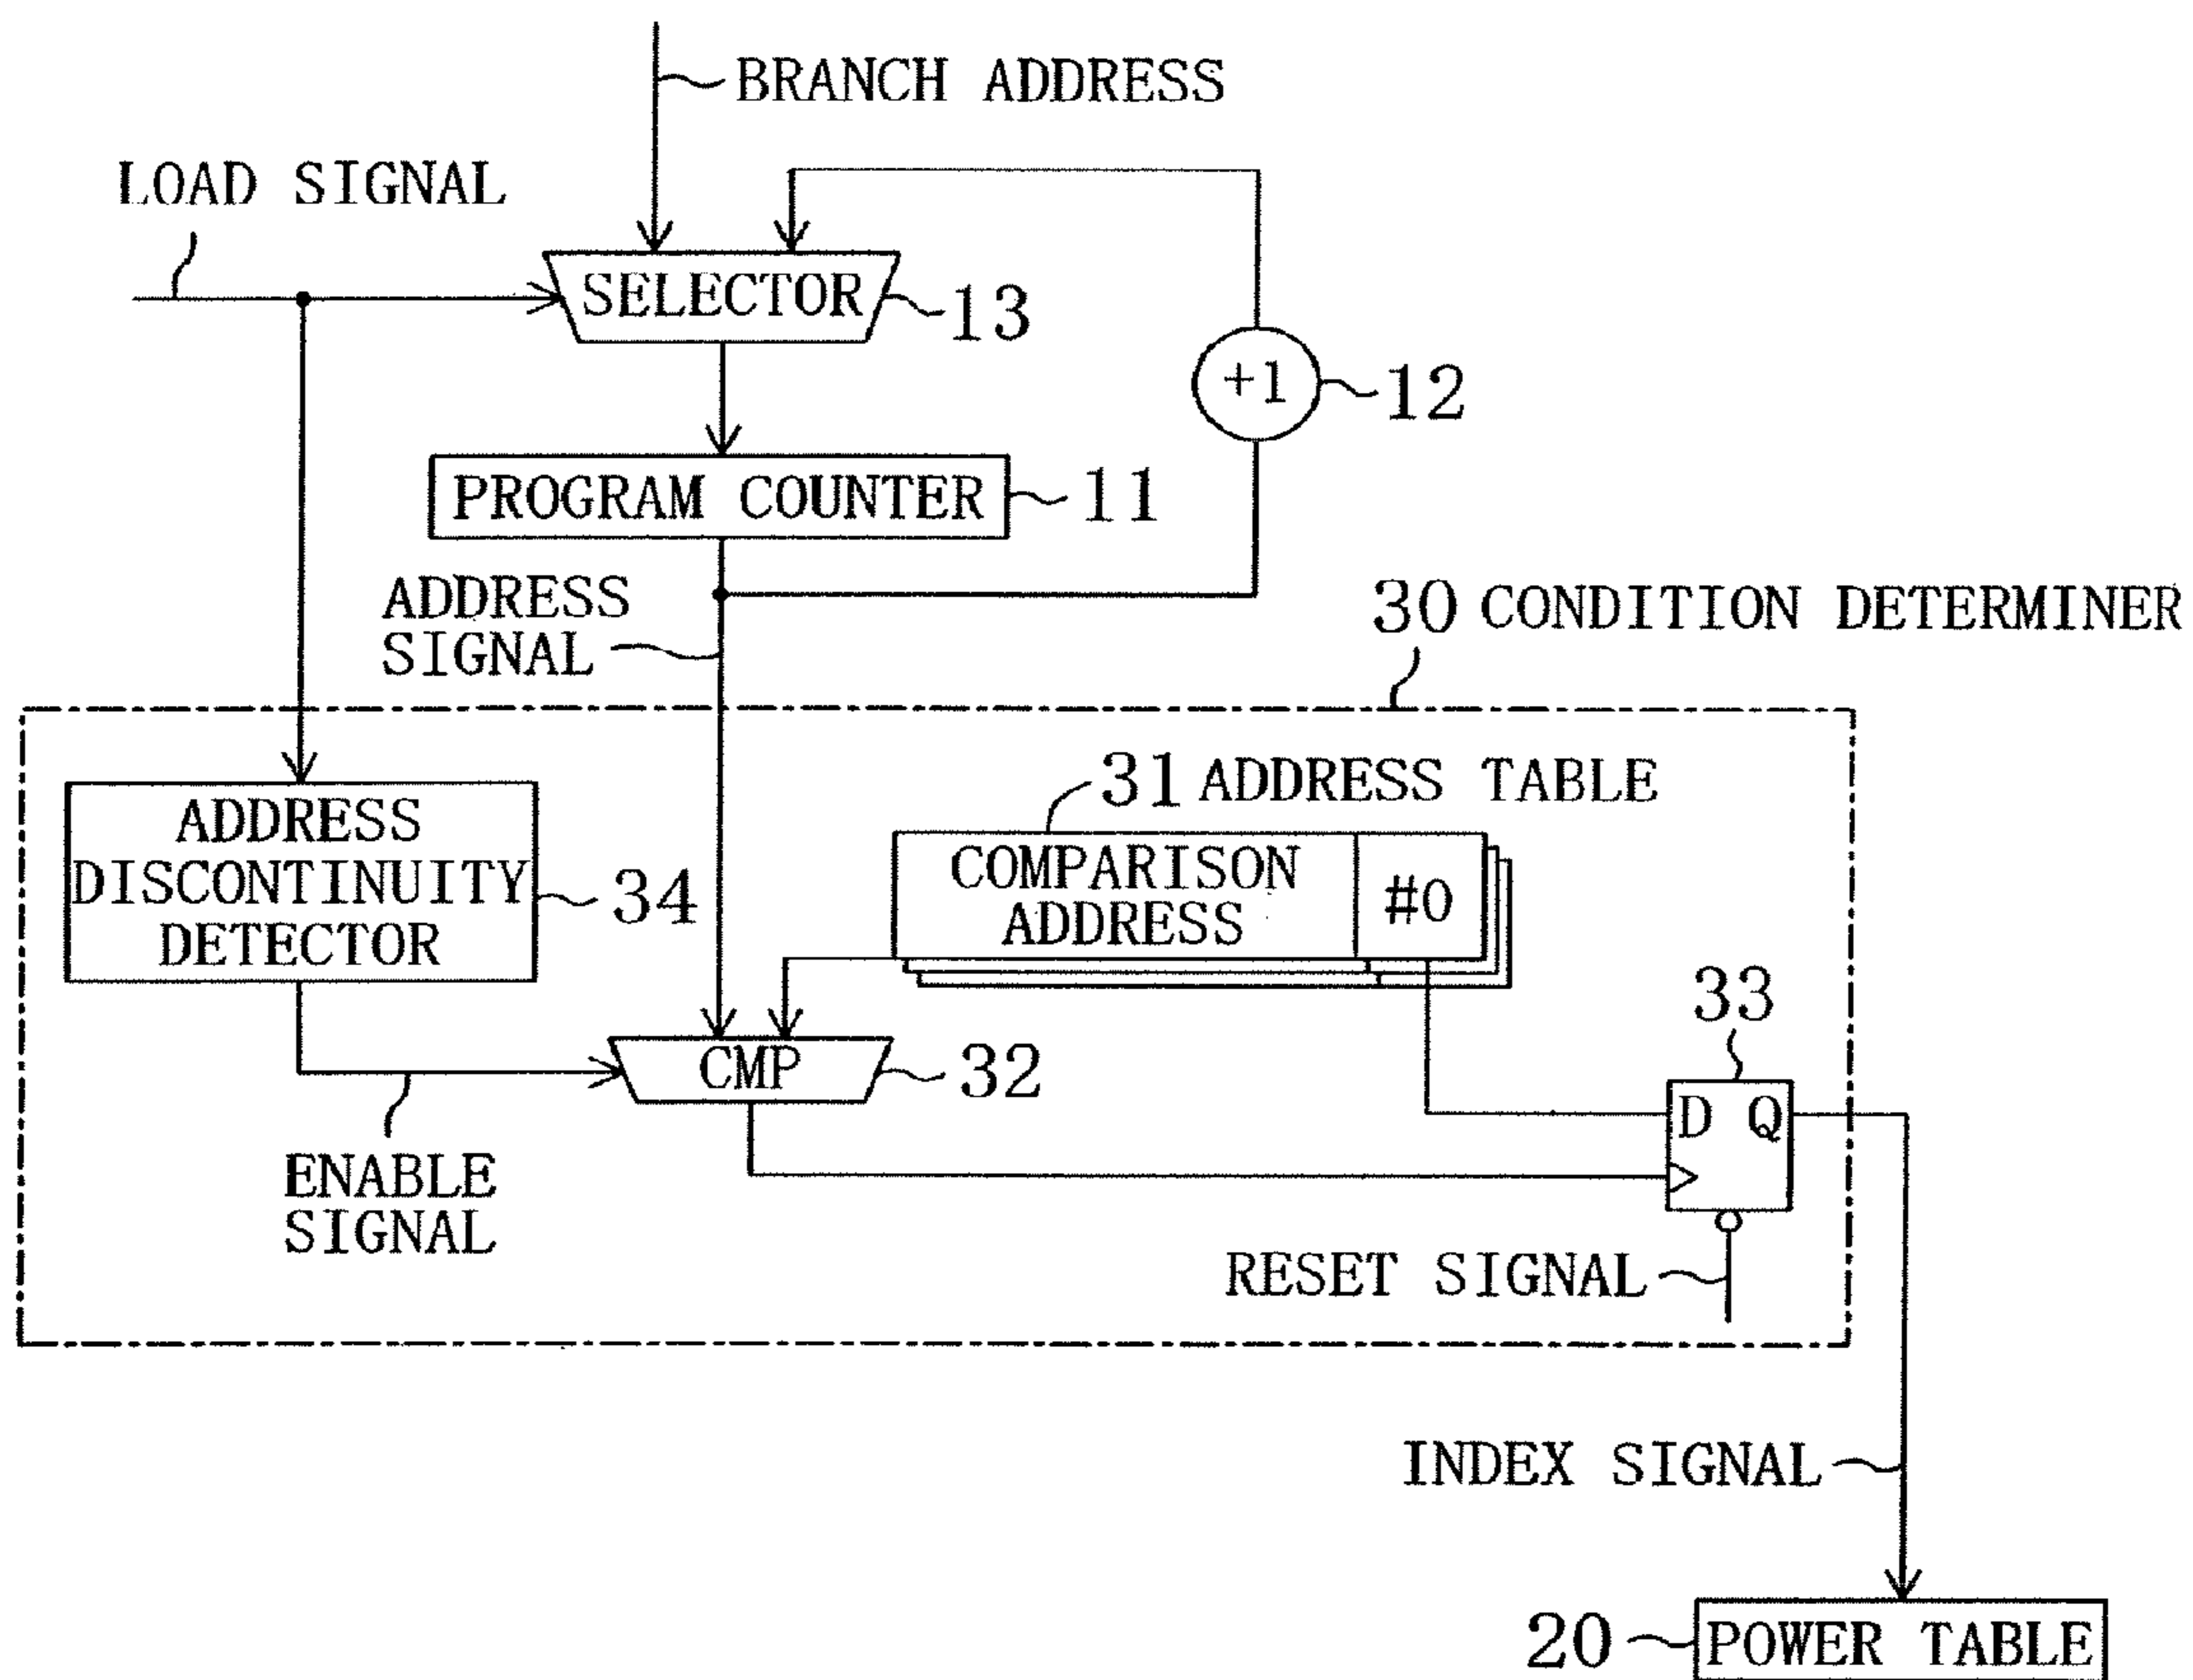 BRANCH ADDRESS
LOAD SIGNAL
SELECTOR
13
+1
12
PROGRAM COUNTER
11
ADDRESS
SIGNAL
30 CONDITION DETERMINER
31 ADDRESS TABLE
ADDRESS
DISCONTINUITY
DETECTOR
34
COMPARISON
ADDRESS
#0
33
CMP
32
D Q
ENABLE
SIGNAL
RESET SIGNAL
INDEX SIGNAL
20
POWER TABLE